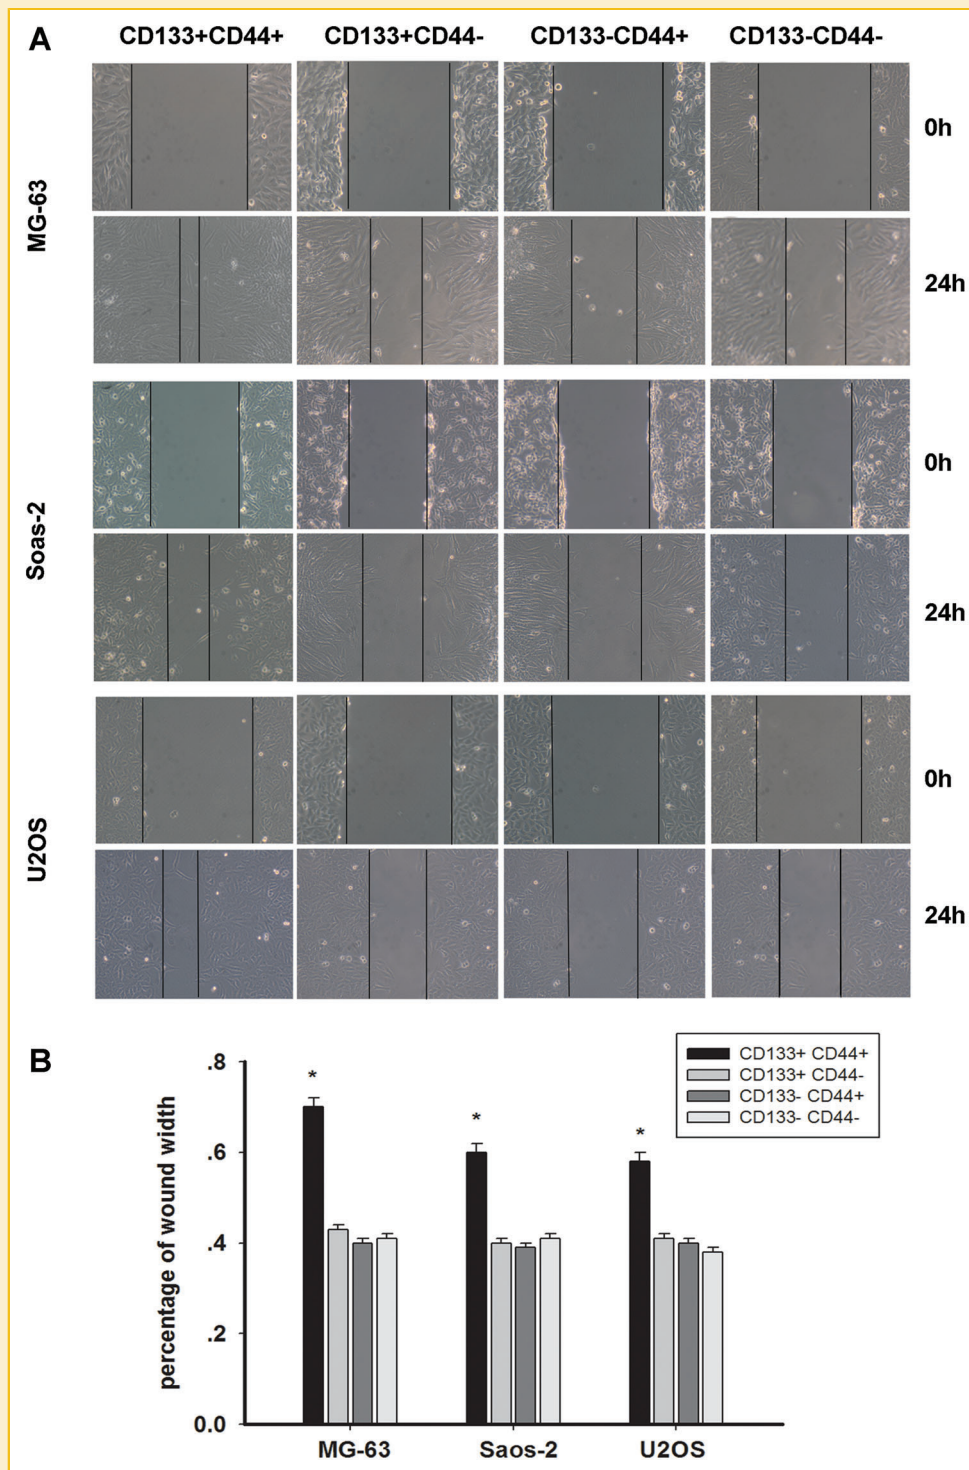 A
CD133+CD44+ CD133+CD44- CD133-CD44+ CD133-CD44-
MG-63
0h
24h
Soas-2
0h
24h
U2OS
0h
24h
B
CD133+ CD44+
CD133+ CD44-
CD133- CD44+
CD133- CD44-
percentage of wound width
.8
.6
.4
.2
0.0
* * *
MG-63 Saos-2 U2OS